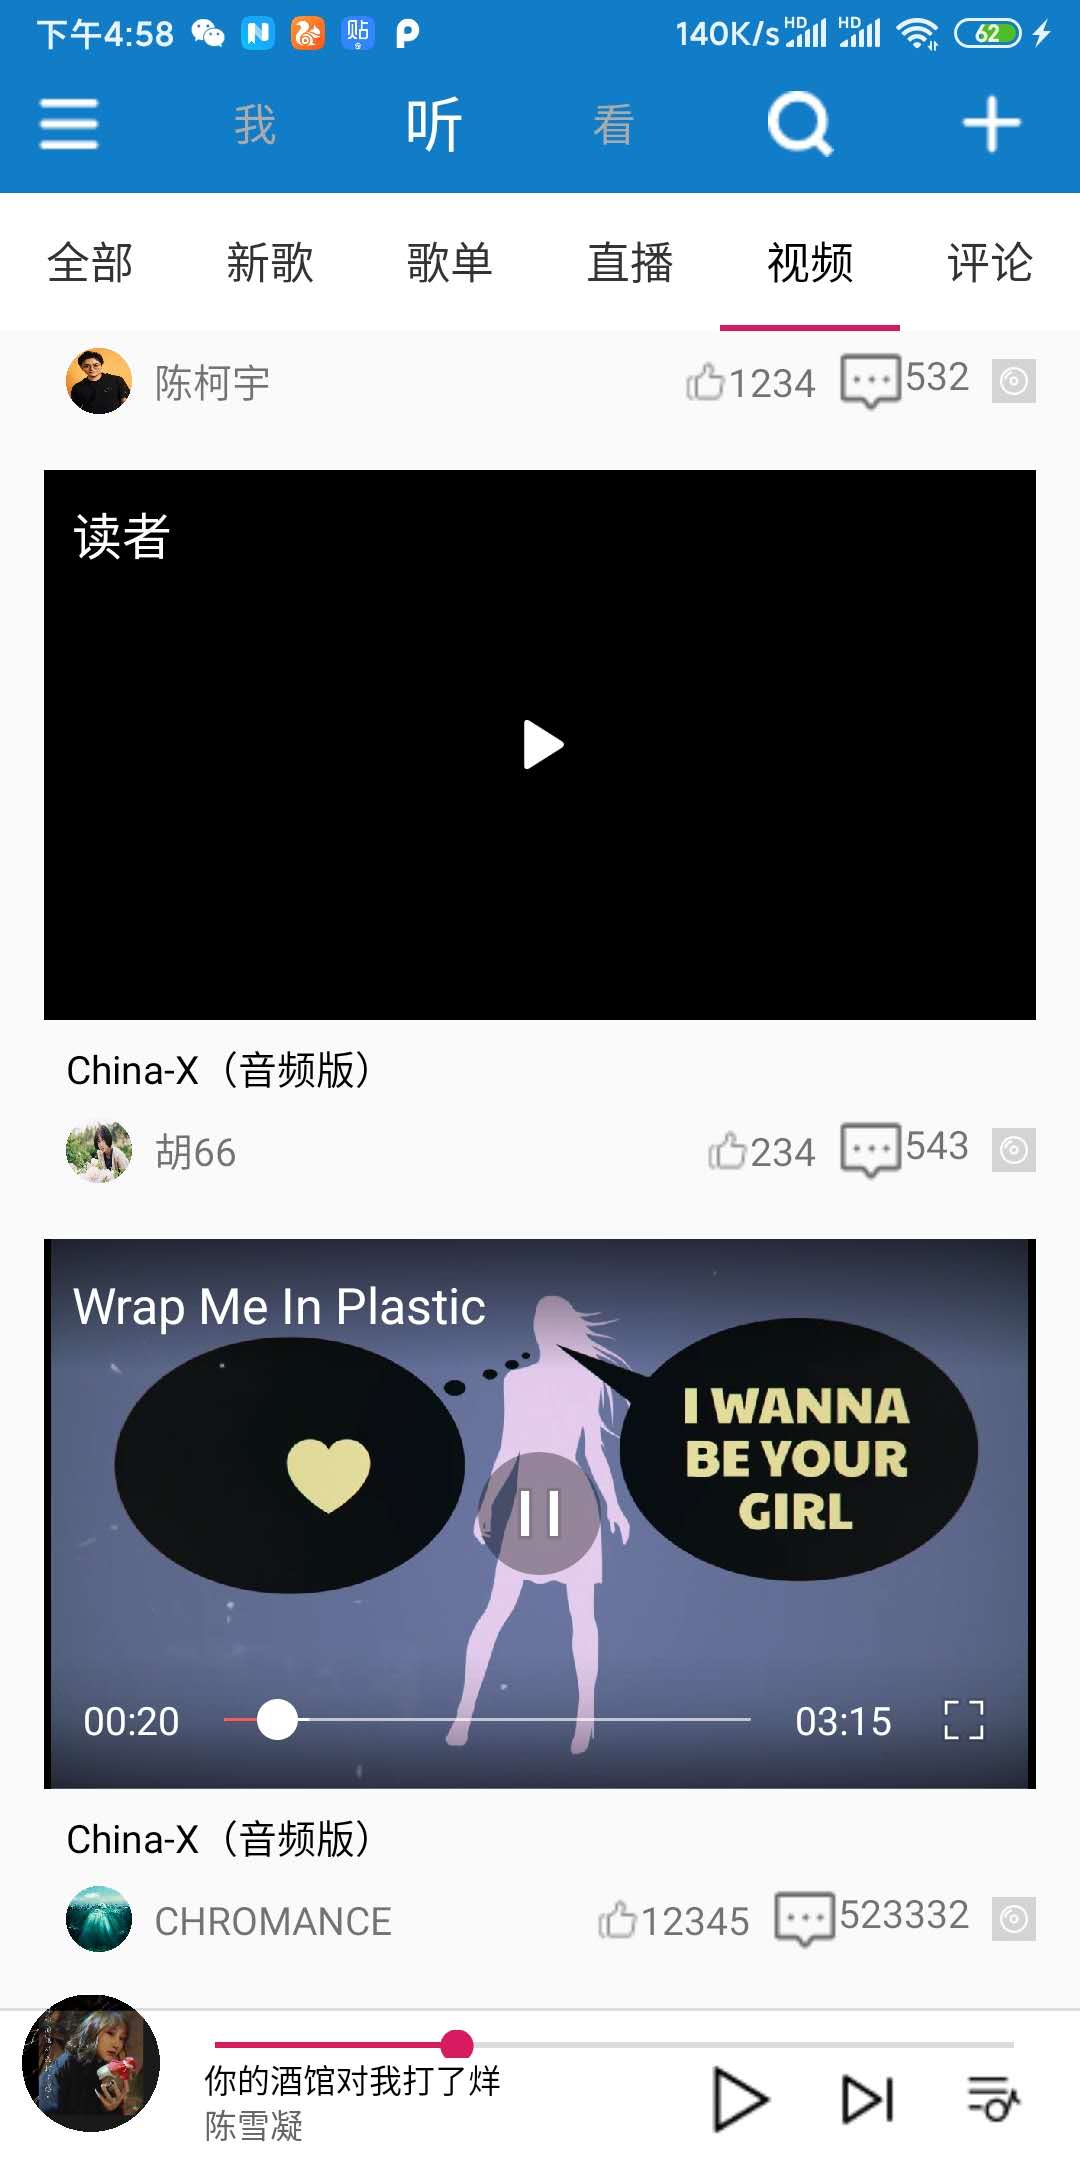 下午4:58 贴 140K/s HD HD 62
我 听 看
全部 新歌 歌单 直播 视频 评论
陈柯宇 1234 532
读者
China-X（音频版）
胡66 234 543
Wrap Me In Plastic
I WANNA
BE YOUR
GIRL
00:20 03:15
China-X（音频版）
CHROMANCE 12345 523332
你的酒馆对我打了烊
陈雪凝